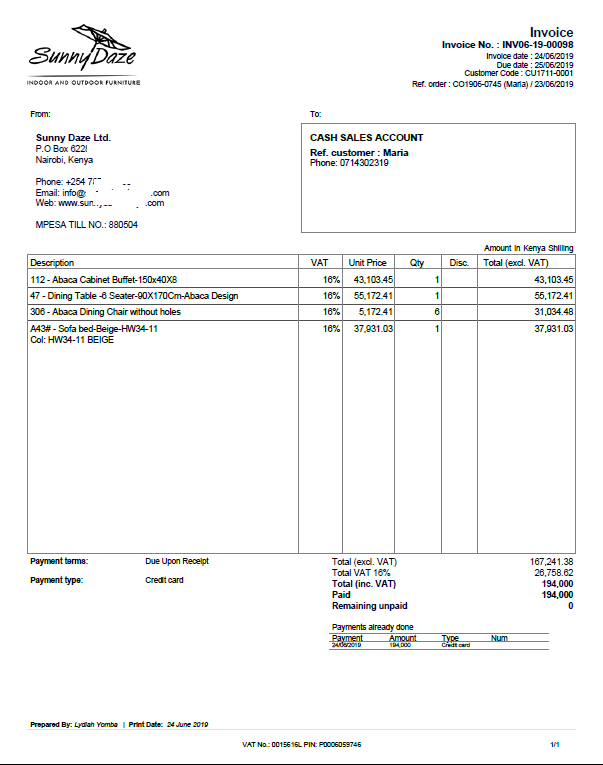 SunnyDaze
INDOOR AND OUTDOOR FURNITURE
Invoice
Invoice No. : INV06-19-00098
Invoice date : 24/06/2019
Due date : 25/06/2019
Customer Code : CU1711-0001
Ref. order : CO1906-0745 (Maria) / 23/06/2019
From:
To:
Sunny Daze Ltd.
P.O Box
Nairobi, Kenya
Phone: +254
Email: info@ .com
Web: www. .com
MPESA TILL NO.: 880504
CASH SALES ACCOUNT
Ref. customer : Maria
Phone: 0714302319
Amount in Kenya Shilling
Description VAT Unit Price Qty Disc. Total (excl. VAT)
112 - Abaca Cabinet Buffet-150x40X8 16% 43,103.45 1 43,103.45
47 - Dining Table -6 Seater-90X170Cm-Abaca Design 16% 55,172.41 1 55,172.41
306 - Abaca Dining Chair without holes 16% 5,172.41 6 31,034.48
A43# - Sofa bed-Beige-HW34-11 16% 37,931.03 1 37,931.03
Col: HW34-11 BEIGE
Payment terms: Due Upon Receipt
Payment type: Credit card
Total (excl. VAT) 167,241.38
Total VAT 16% 26,758.62
Total (inc. VAT) 194,000
Paid 194,000
Remaining unpaid 0
Payments already done
Payment Amount Type Num
24/06/2019 194,000 Credit card
Prepared By: Lydiah Yomba | Print Date: 24 June 2019
VAT No.: 0015616L PIN: P0006059746
1/1